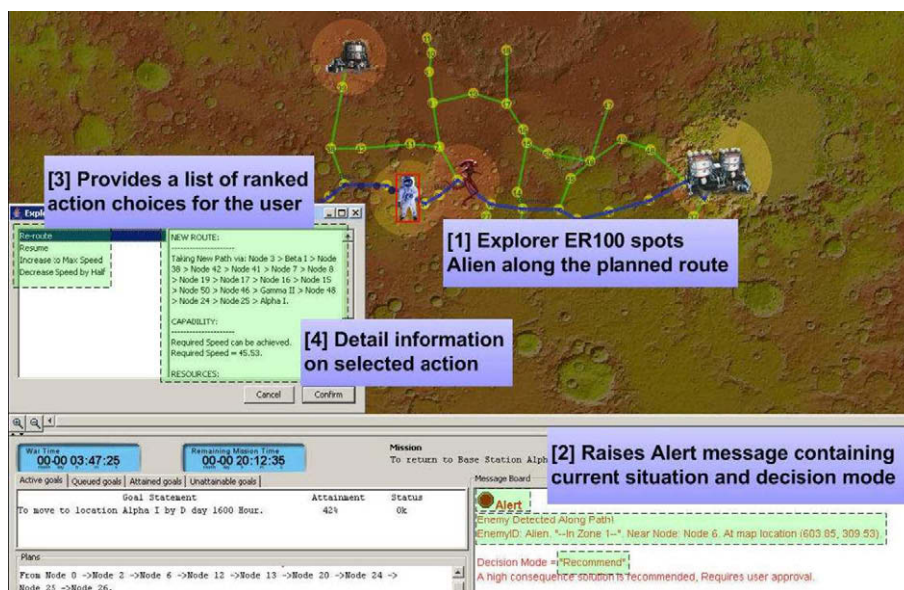 [3] Provides a list of ranked
action choices for the user
[1] Explorer ER100 spots
Alien along the planned route
Re-route
Resume
Increase to Max Speed
Decrease Speed by Half
NEW ROUTE:
Taking New Path via: Node 3 > Beta I > Node
38 > Node 42 > Node 41 > Node 7 > Node 8
> Node 19 > Node 17 > Node 16 > Node 15
> Node 50 > Node 46 > Gamma II > Node 48
> Node 24 > Node 25 > Alpha I.
CAPABILITY:
Required Speed can be achieved.
Required Speed = 45.53.
RESOURCES:
[4] Detail information
on selected action
Cancel
Confirm
War Time
00-00 03:47:25
Remaining Mission Time
00-00 20:12:35
Mission
To return to Base Station Alph
[2] Raises Alert message containing
current situation and decision mode
Active goals
Queued goals
Attained goals
Unattainable goals
Goal Statement Attainment Status
To move to location Alpha I by D day 1600 Hour. 42% Ok
Message Board
Alert
Enemy Detected Along Path!
EnemyID: Alien. "--In Zone 1--". Near Node: Node 6. At map location (603.85, 309.53).
Decision Mode = "Recommend"
A high consequence solution is recommended, Requires user approval.
Plans
From Node 0 ->Node 2 ->Node 6 ->Node 12 ->Node 13 ->Node 20 ->Node 24 ->
Node 25 ->Node 26.